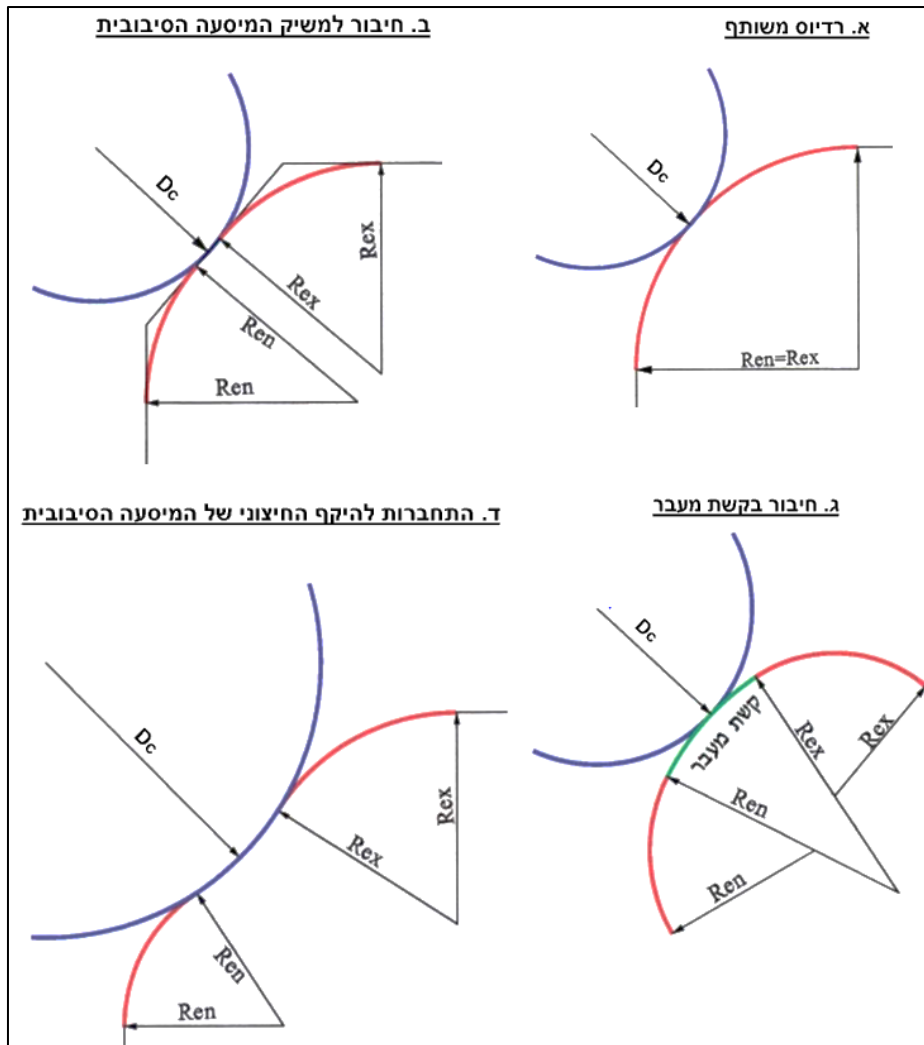 א. רדיוס משותף
Dc
Ren=Rex
ב. חיבור למשיק המיסעה הסיבובית
Dc
Rex
Rex
Ren
Ren
ג. חיבור בקשת מעבר
Dc
קשת מעבר
Rex
Rex
Ren
Ren
ד. התחברות להיקף החיצוני של המיסעה הסיבובית
Dc
Rex
Rex
Ren
Ren